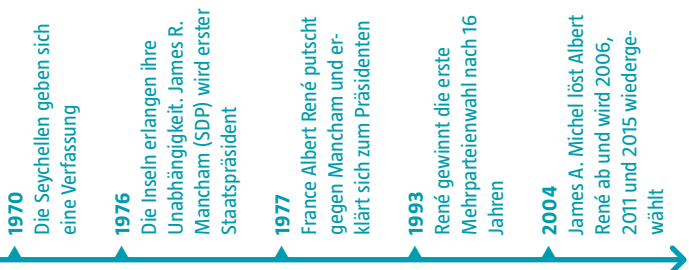 1970
Die Seychellen geben sich
eine Verfassung
1976
Die Inseln erlangen ihre
Unabhängigkeit. James R.
Mancham (SDP) wird erster
Staatspräsident
1977
France Albert René putscht
gegen Mancham und er-
klärt sich zum Präsidenten
1993
René gewinnt die erste
Mehrparteienwahl nach 16
Jahren
2004
James A. Michel löst Albert
René ab und wird 2006,
2011 und 2015 wiederge-
wählt